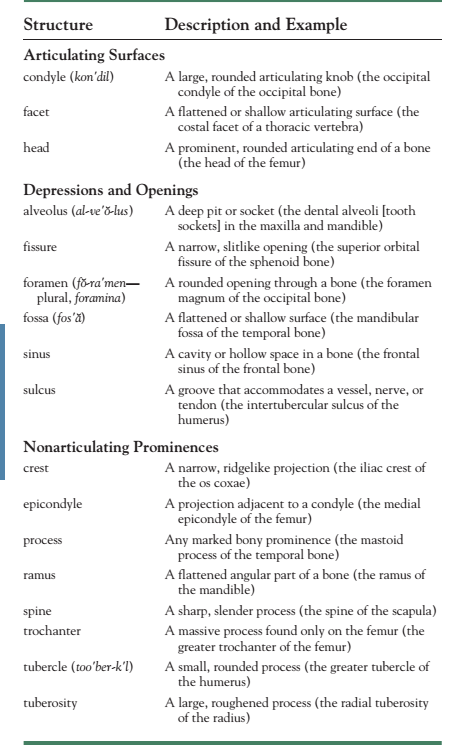 Structure Description and Example
Articulating Surfaces
condyle (kon'dil) A large, rounded articulating knob (the occipital
condyle of the occipital bone)
facet A flattened or shallow articulating surface (the
costal facet of a thoracic vertebra)
head A prominent, rounded articulating end of a bone
(the head of the femur)
Depressions and Openings
alveolus (al-ve'ŏ-lus) A deep pit or socket (the dental alveoli [tooth
sockets] in the maxilla and mandible)
fissure A narrow, slitlike opening (the superior orbital
fissure of the sphenoid bone)
foramen (fŏ-ra'men— A rounded opening through a bone (the foramen
plural, foramina) magnum of the occipital bone)
fossa (fos'ă) A flattened or shallow surface (the mandibular
fossa of the temporal bone)
sinus A cavity or hollow space in a bone (the frontal
sinus of the frontal bone)
sulcus A groove that accommodates a vessel, nerve, or
tendon (the intertubercular sulcus of the
humerus)
Nonarticulating Prominences
crest A narrow, ridgelike projection (the iliac crest of
the os coxae)
epicondyle A projection adjacent to a condyle (the medial
epicondyle of the femur)
process Any marked bony prominence (the mastoid
process of the temporal bone)
ramus A flattened angular part of a bone (the ramus of
the mandible)
spine A sharp, slender process (the spine of the scapula)
trochanter A massive process found only on the femur (the
greater trochanter of the femur)
tubercle (too'ber-k'l) A small, rounded process (the greater tubercle of
the humerus)
tuberosity A large, roughened process (the radial tuberosity
of the radius)